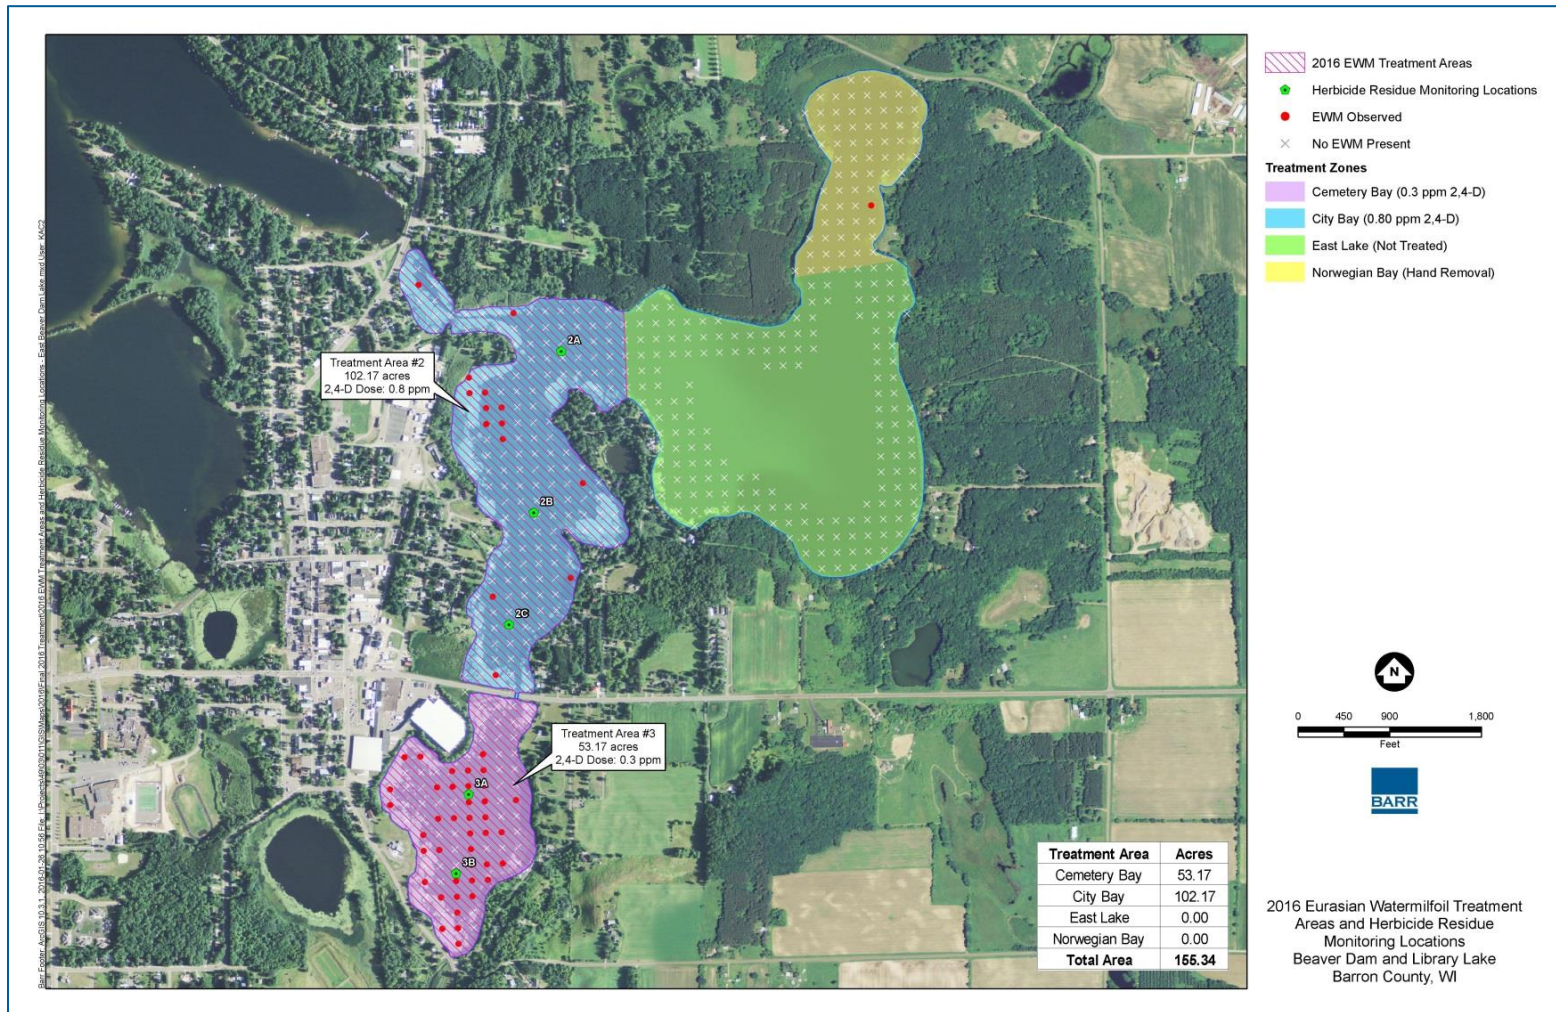 2016 EWM Treatment Areas
Herbicide Residue Monitoring Locations
EWM Observed
No EWM Present
Treatment Zones
Cemetery Bay (0.3 ppm 2,4-D)
City Bay (0.80 ppm 2,4-D)
East Lake (Not Treated)
Norwegian Bay (Hand Removal)
2A
Treatment Area #2
102.17 acres
2,4-D Dose: 0.8 ppm
2B
2C
Treatment Area #3
53.17 acres
2,4-D Dose: 0.3 ppm
3A
3B
N
0 450 900 1,800
Feet
BARR
Treatment Area Acres
Cemetery Bay 53.17
City Bay 102.17
East Lake 0.00
Norwegian Bay 0.00
Total Area 155.34
2016 Eurasian Watermilfoil Treatment
Areas and Herbicide Residue
Monitoring Locations
Beaver Dam and Library Lake
Barron County, WI